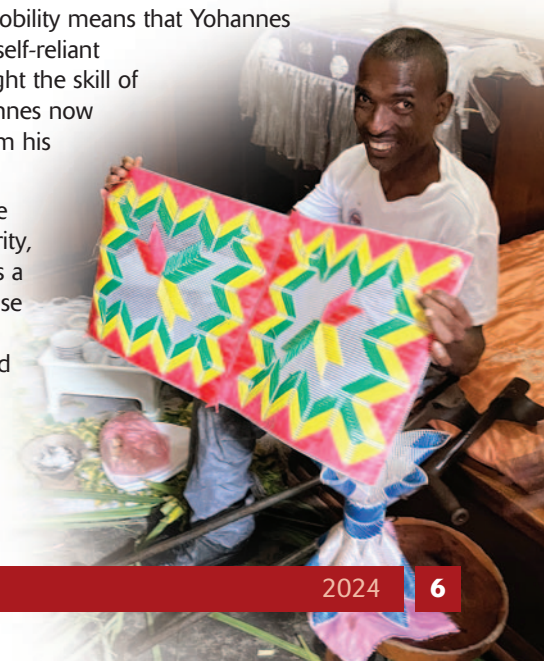 obility means that Yohannes
self-reliant
ght the skill of
nnes now
m his
e
rity,
s a
se
d
2024 6